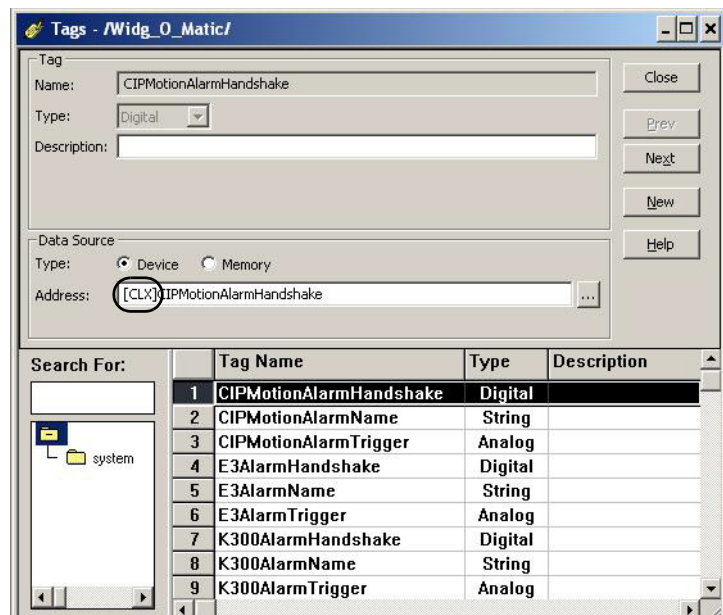 Tags - /Widg_O_Matic/
Tag
Name: CIPMotionAlarmHandshake
Type: Digital
Description:
Close
Prev
Next
New
Help
Data Source
Type: Device Memory
Address: [CLX]CIPMotionAlarmHandshake ...
Search For:
system
Tag Name Type Description
1 CIPMotionAlarmHandshake Digital
2 CIPMotionAlarmName String
3 CIPMotionAlarmTrigger Analog
4 E3AlarmHandshake Digital
5 E3AlarmName String
6 E3AlarmTrigger Analog
7 K300AlarmHandshake Digital
8 K300AlarmName String
9 K300AlarmTrigger Analog